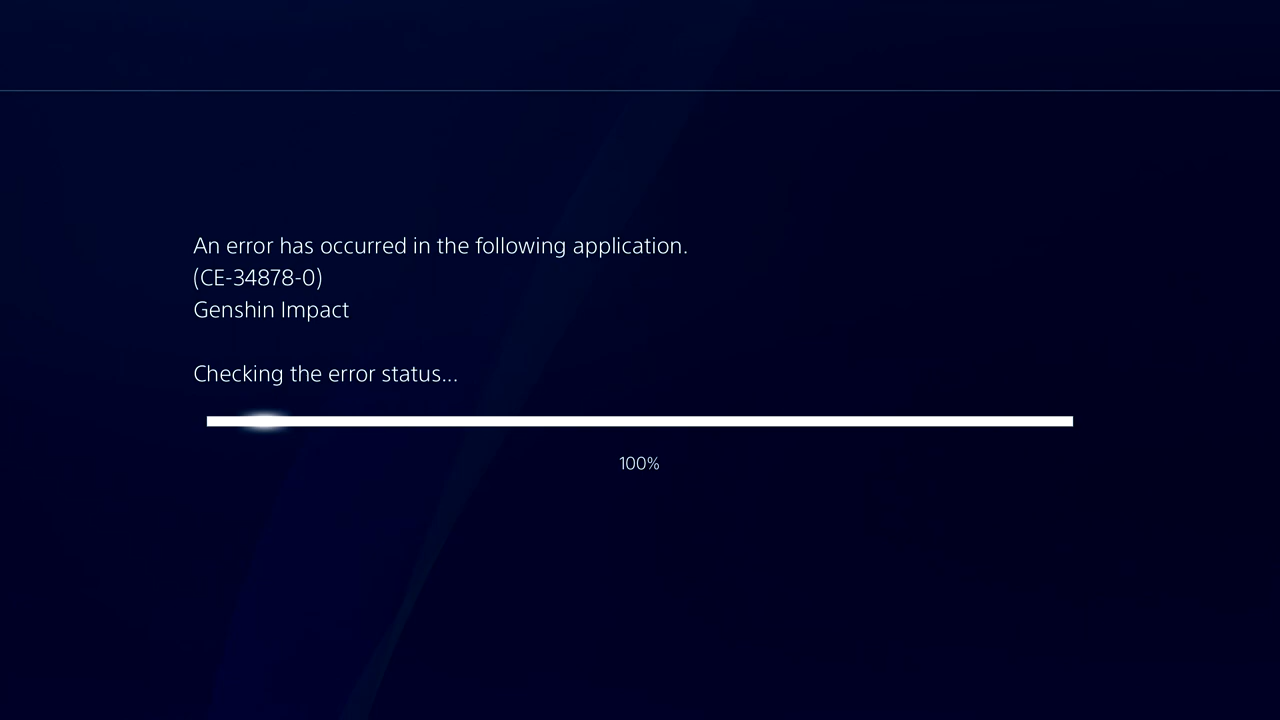 An error has occurred in the following application.
(CE-34878-0)
Genshin Impact
Checking the error status...
100%